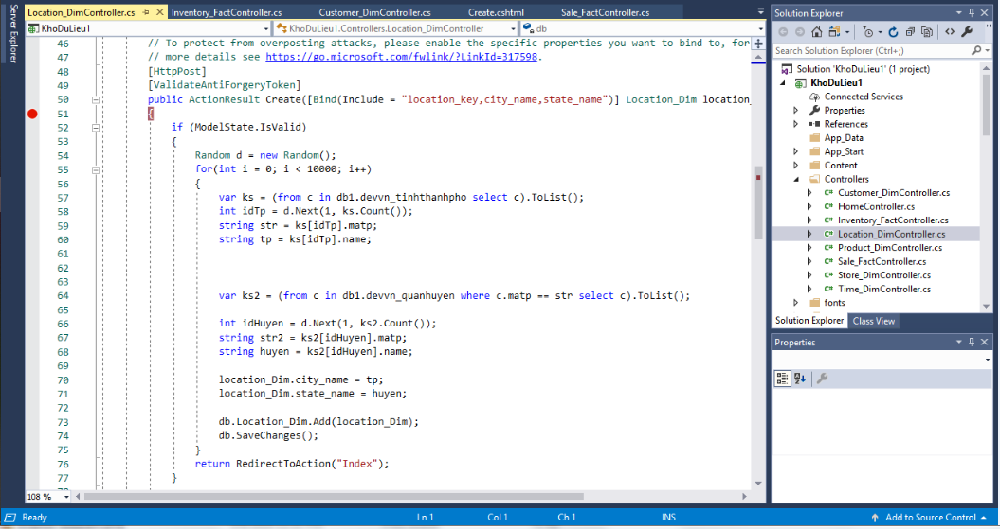 Server Explorer
Location_DimController.cs
Inventory_FactController.cs
Customer_DimController.cs
Create.cshtml
Sale_FactController.cs
KhoDuLieu1
KhoDuLieu1.Controllers.Location_DimController
db
46 // To protect from overposting attacks, please enable the specific properties you want to bind to, for
47 // more details see https://go.microsoft.com/fwlink/?LinkId=317598.
48 [HttpPost]
49 [ValidateAntiForgeryToken]
50 public ActionResult Create([Bind(Include = "location_key,city_name,state_name")] Location_Dim location_
51 {
52 if (ModelState.IsValid)
53 {
54 Random d = new Random();
55 for(int i = 0; i < 10000; i++)
56 {
57 var ks = (from c in db1.devvn_tinhthanhpho select c).ToList();
58 int idTp = d.Next(1, ks.Count());
59 string str = ks[idTp].matp;
60 string tp = ks[idTp].name;
61
62
63
64 var ks2 = (from c in db1.devvn_quanhuyen where c.matp == str select c).ToList();
65
66 int idHuyen = d.Next(1, ks2.Count());
67 string str2 = ks2[idHuyen].matp;
68 string huyen = ks2[idHuyen].name;
69
70 location_Dim.city_name = tp;
71 location_Dim.state_name = huyen;
72
73 db.Location_Dim.Add(location_Dim);
74 db.SaveChanges();
75 }
76 return RedirectToAction("Index");
77 }
108 %
Solution Explorer
Search Solution Explorer (Ctrl+;)
Solution 'KhoDuLieu1' (1 project)
KhoDuLieu1
Connected Services
Properties
References
App_Data
App_Start
Content
Controllers
C# Customer_DimController.cs
C# HomeController.cs
C# Inventory_FactController.cs
C# Location_DimController.cs
C# Product_DimController.cs
C# Sale_FactController.cs
C# Store_DimController.cs
C# Time_DimController.cs
fonts
Solution Explorer Class View
Properties
Ready Ln 1 Col 1 Ch 1 INS Add to Source Control